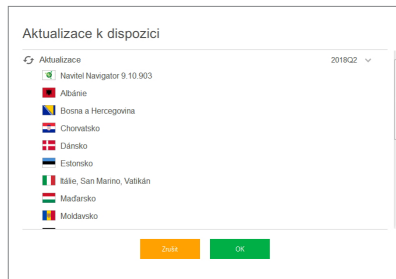 Aktualizace k dispozici
Aktualizace 2018Q2
Navitel Navigator 9.10.903
Albánie
Bosna a Hercegovina
Chorvatsko
Dánsko
Estonsko
Itálie, San Marino, Vatikán
Maďarsko
Moldavsko
Zrušit OK